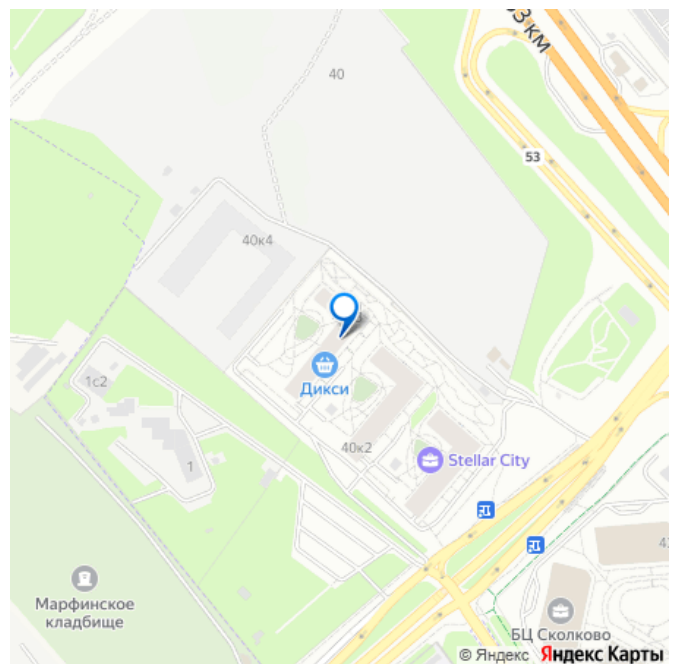 53 км
40
53
40к4
Дикси
1с2
40к2
Stellar City
1
Марфинское
кладбище
БЦ Сколково
© Яндекс Яндекс Карты